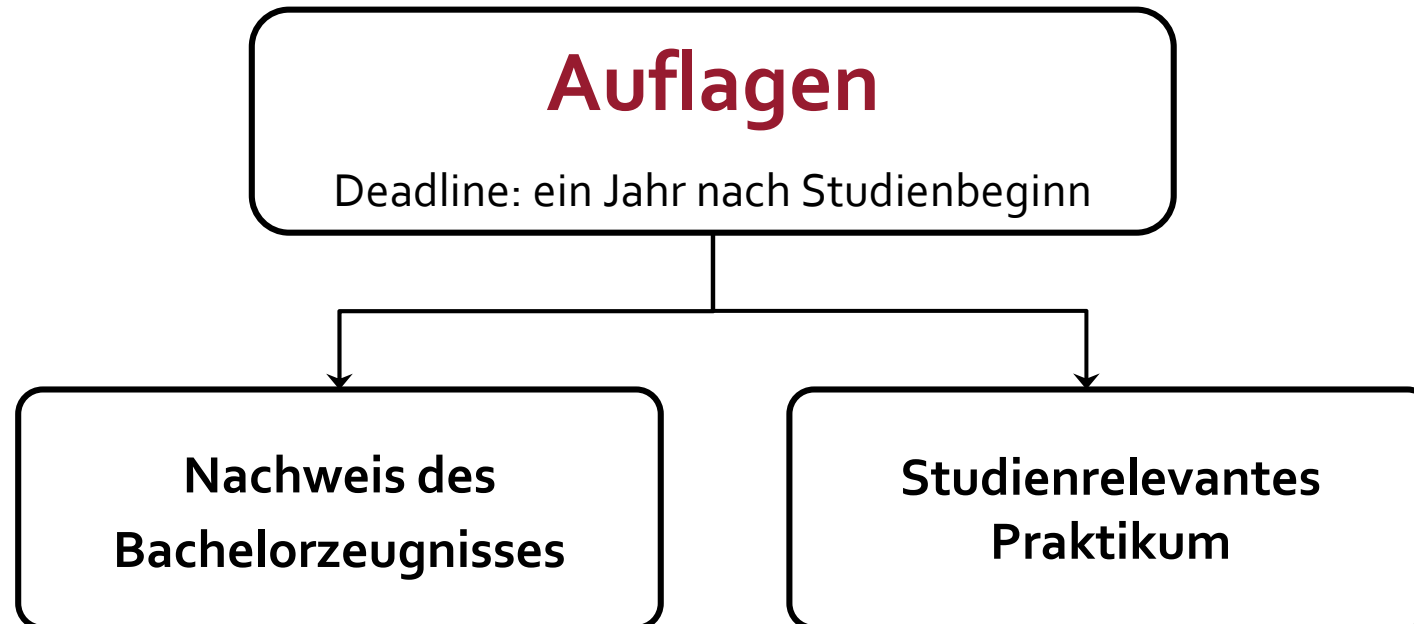 Auflagen
Deadline: ein Jahr nach Studienbeginn
Nachweis des
Bachelorzeugnisses
Studienrelevantes
Praktikum